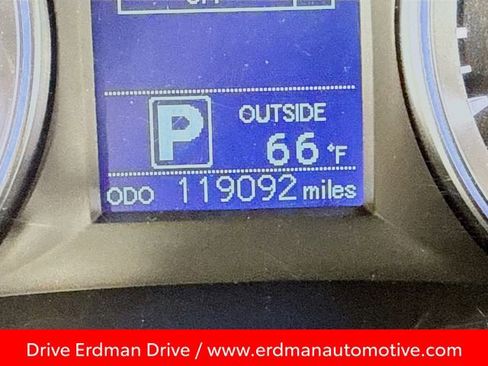 P
OUTSIDE
66 °F
ODO 119092 miles
Drive Erdman Drive / www.erdmanautomotive.com